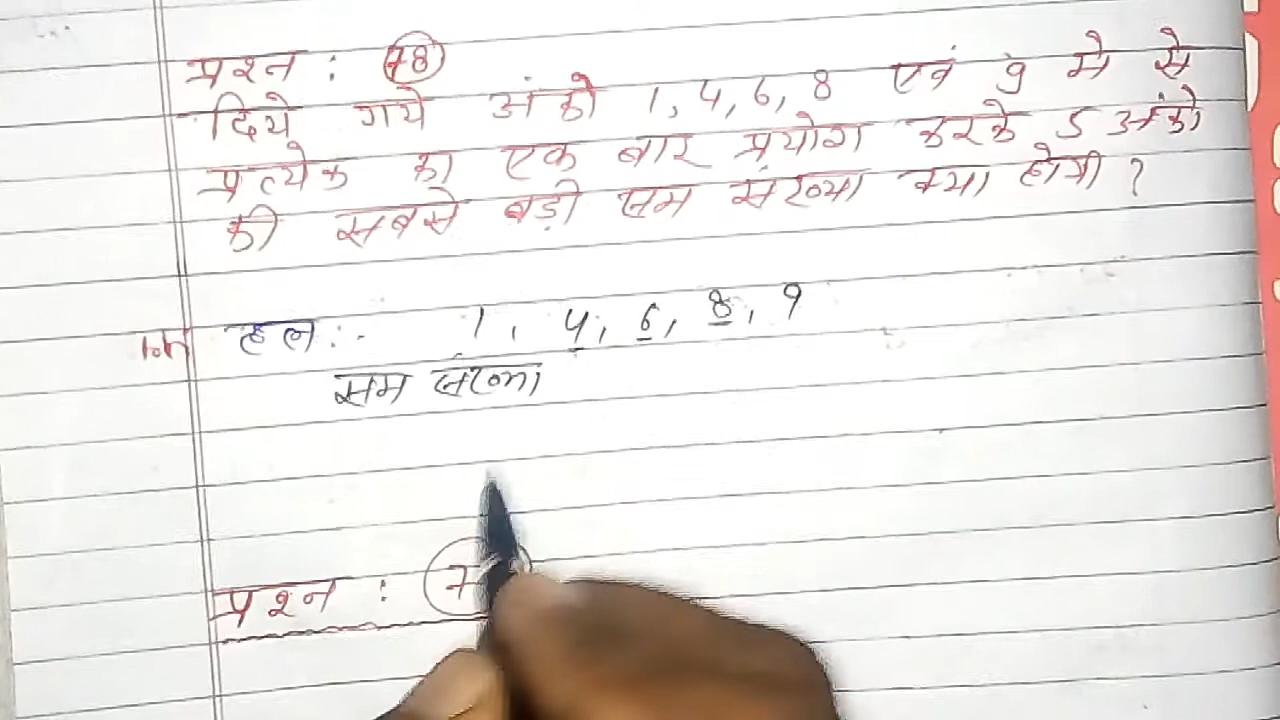 प्रश्न : 78
दिये गये अंको 1, 4, 6, 8 एवं 9 मे से
प्रत्येक का एक बार प्रयोग करके 5 अंको
की सबसे बड़ी सम संख्या क्या होगी ?
हल :- 1, 4, 6, 8, 9
सम संख्या
प्रश्न : 7